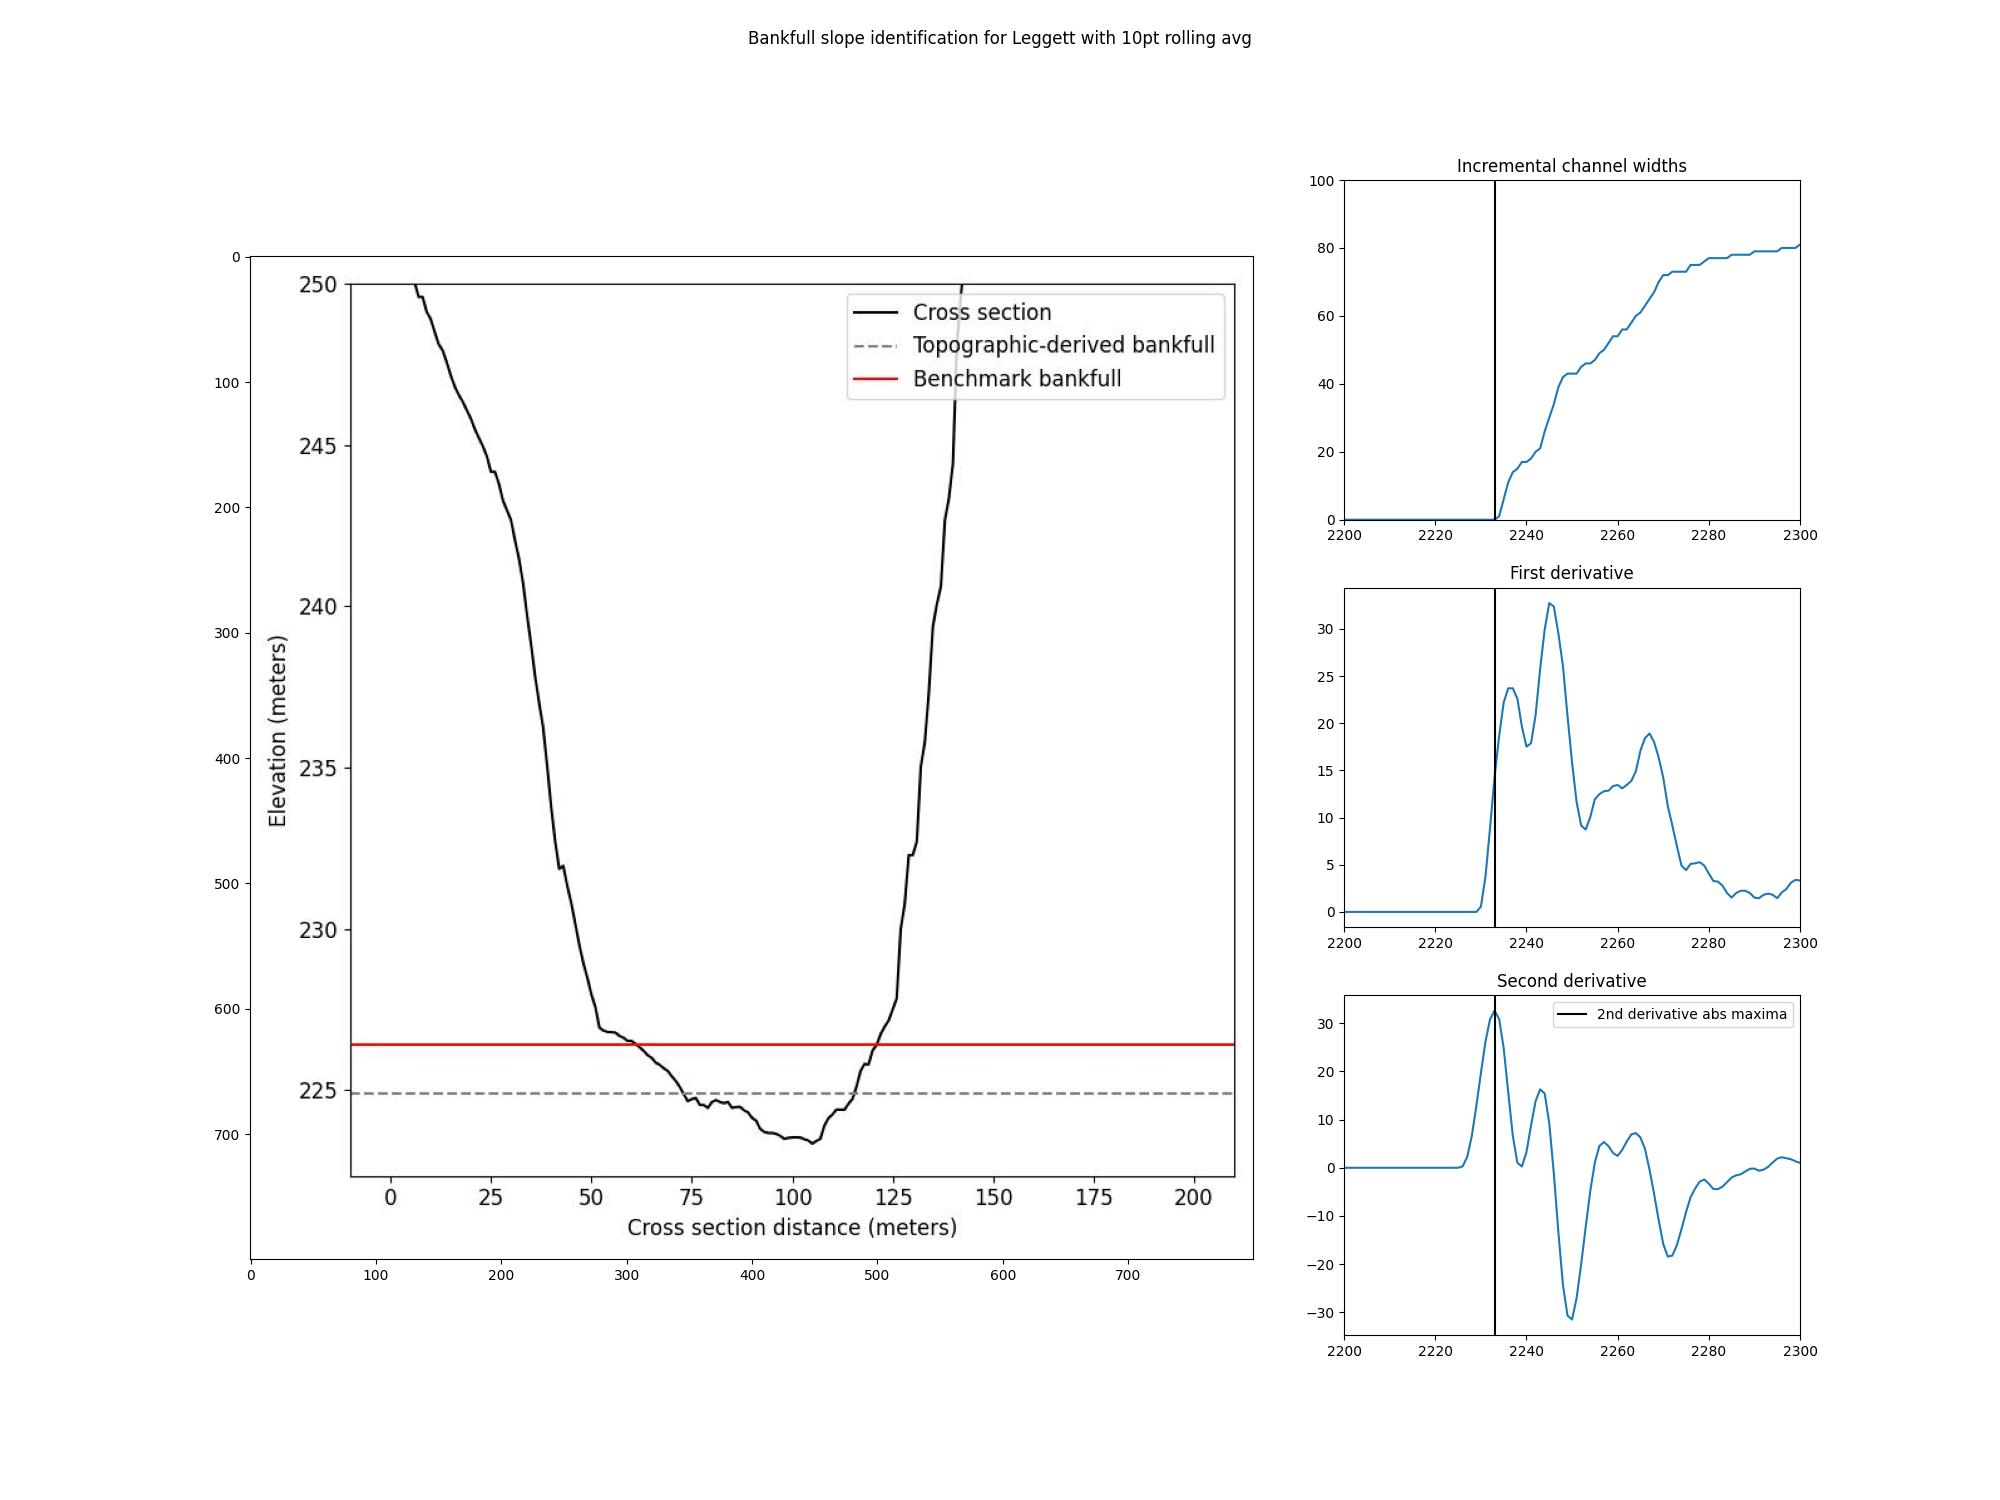 Bankfull slope identification for Leggett with 10pt rolling avg
0
100
200
300
400
500
600
700
250
245
240
235
230
225
Elevation (meters)
Cross section
Topographic-derived bankfull
Benchmark bankfull
0 25 50 75 100 125 150 175 200
Cross section distance (meters)
0 100 200 300 400 500 600 700
Incremental channel widths
100
80
60
40
20
0
2200 2220 2240 2260 2280 2300
First derivative
30
25
20
15
10
5
0
2200 2220 2240 2260 2280 2300
Second derivative
2nd derivative abs maxima
30
20
10
0
−10
−20
−30
2200 2220 2240 2260 2280 2300